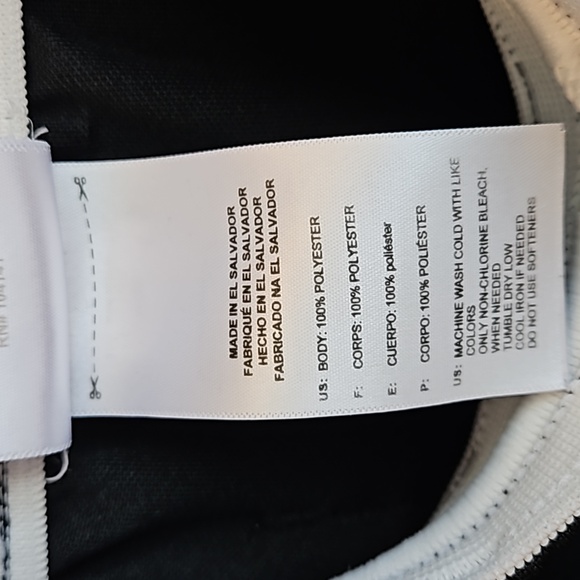 MADE IN EL SALVADOR
FABRIQUÉ EN EL SALVADOR
HECHO EN EL SALVADOR
FABRICADO NA EL SALVADOR
US: BODY: 100% POLYESTER
F: CORPS: 100% POLYESTER
E: CUERPO: 100% poliéster
P: CORPO: 100% POLIÉSTER
US: MACHINE WASH COLD WITH LIKE
COLORS
ONLY NON-CHLORINE BLEACH,
WHEN NEEDED
TUMBLE DRY LOW
COOL IRON IF NEEDED
DO NOT USE SOFTENERS